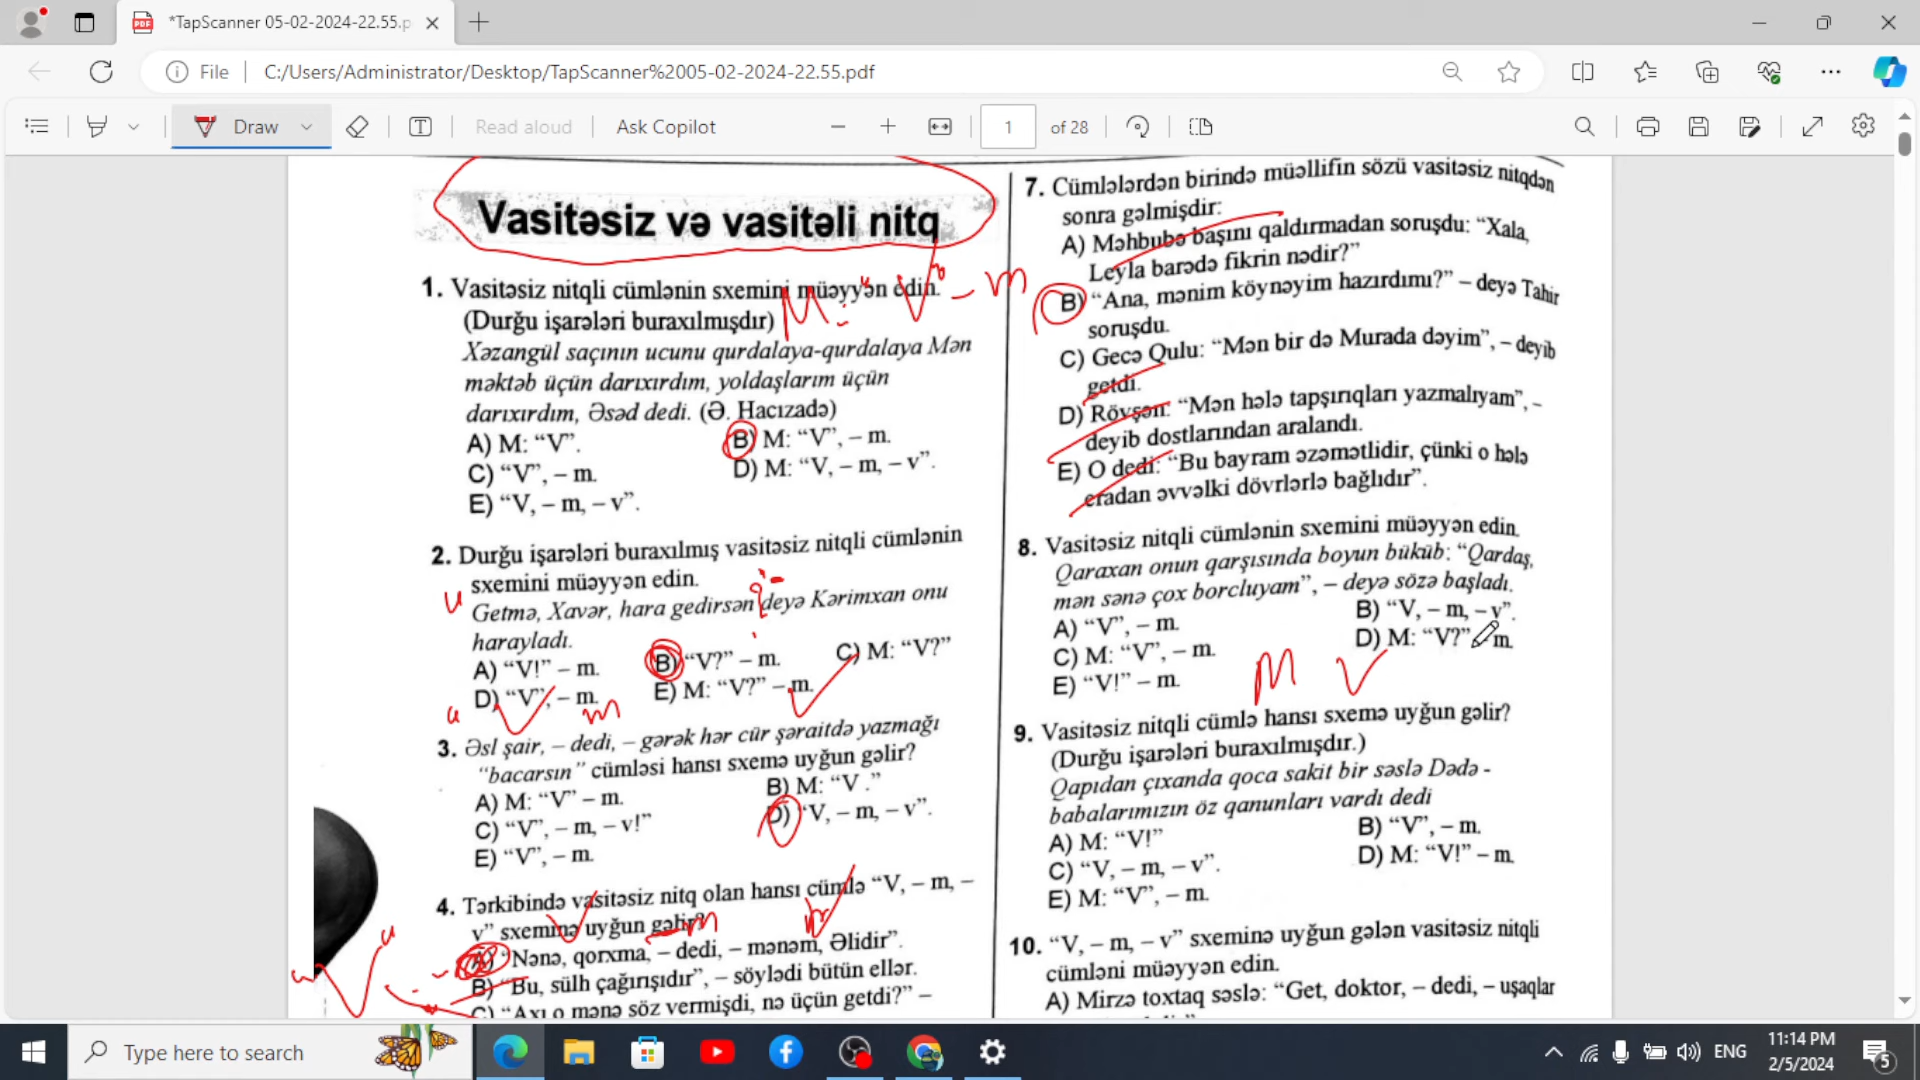 *TapScanner 05-02-2024-22.55.p
File
C:/Users/Administrator/Desktop/TapScanner%2005-02-2024-22.55.pdf
Draw
Read aloud
Ask Copilot
1
of 28
Vasitəsiz və vasitəli nitq
1. Vasitəsiz nitqli cümlənin sxemini müəyyən edin.
(Durğu işarələri buraxılmışdır)
M: “V” – m
Xəzangül saçının ucunu qurdalaya-qurdalaya Mən
məktəb üçün darıxırdım, yoldaşlarım üçün
darıxırdım, Əsəd dedi. (Ə. Hacızadə)
A) M: “V”.
B) M: “V”, – m.
C) “V”, – m.
D) M: “V, – m, – v”.
E) “V, – m, – v”.
2. Durğu işarələri buraxılmış vasitəsiz nitqli cümlənin
sxemini müəyyən edin.
Getmə, Xavər, hara gedirsən deyə Kərimxan onu
harayladı.
A) “V!” – m.
B) “V?” – m.
C) M: “V?”
D) “V”, – m.
E) M: “V?” – m.
m
3. Əsl şair, – dedi, – gərək hər cür şəraitdə yazmağı
“bacarsın” cümləsi hansı sxemə uyğun gəlir?
A) M: “V” – m.
B) M: “V .”
C) “V”, – m, – v!”
D) “V, – m, – v”.
E) “V”, – m.
4. Tərkibində vasitəsiz nitq olan hansı cümlə “V, – m, –
v” sxeminə uyğun gəlir?
A) “Nənə, qorxma, – dedi, – mənəm, Əlidir”.
B) “Bu, sülh çağırışıdır”, – söylədi bütün ellər.
C) “Axı o mənə söz vermişdi, nə üçün getdi?” –
7. Cümlələrdən birində müəllifin sözü vasitəsiz nitqdən
sonra gəlmişdir:
A) Məhbubə başını qaldırmadan soruşdu: “Xala,
Leyla barədə fikrin nədir?”
B) “Ana, mənim köynəyim hazırdımı?” – deyə Tahir
soruşdu.
C) Gecə Qulu: “Mən bir də Murada dəyim”, – deyib
getdi.
D) Rövşən: “Mən hələ tapşırıqları yazmalıyam”, –
deyib dostlarından aralandı.
E) O dedi: “Bu bayram əzəmətlidir, çünki o hələ
eradan əvvəlki dövrlərlə bağlıdır”.
8. Vasitəsiz nitqli cümlənin sxemini müəyyən edin.
Qaraxan onun qarşısında boyun büküb: “Qardaş,
mən sənə çox borcluyam”, – deyə sözə başladı.
A) “V”, – m.
B) “V, – m, – v”.
C) M: “V”, – m.
D) M: “V?” m.
E) “V!” – m.
M V
9. Vasitəsiz nitqli cümlə hansı sxemə uyğun gəlir?
(Durğu işarələri buraxılmışdır.)
Qapıdan çıxanda qoca sakit bir səslə Dədə -
babalarımızın öz qanunları vardı dedi
A) M: “V!”
B) “V”, – m.
C) “V, – m, – v”.
D) M: “V!” – m.
E) M: “V”, – m.
10. “V, – m, – v” sxeminə uyğun gələn vasitəsiz nitqli
cümləni müəyyən edin.
A) Mirzə toxtaq səslə: “Get, doktor, – dedi, – uşaqlar
Type here to search
ENG
11:14 PM
2/5/2024
5